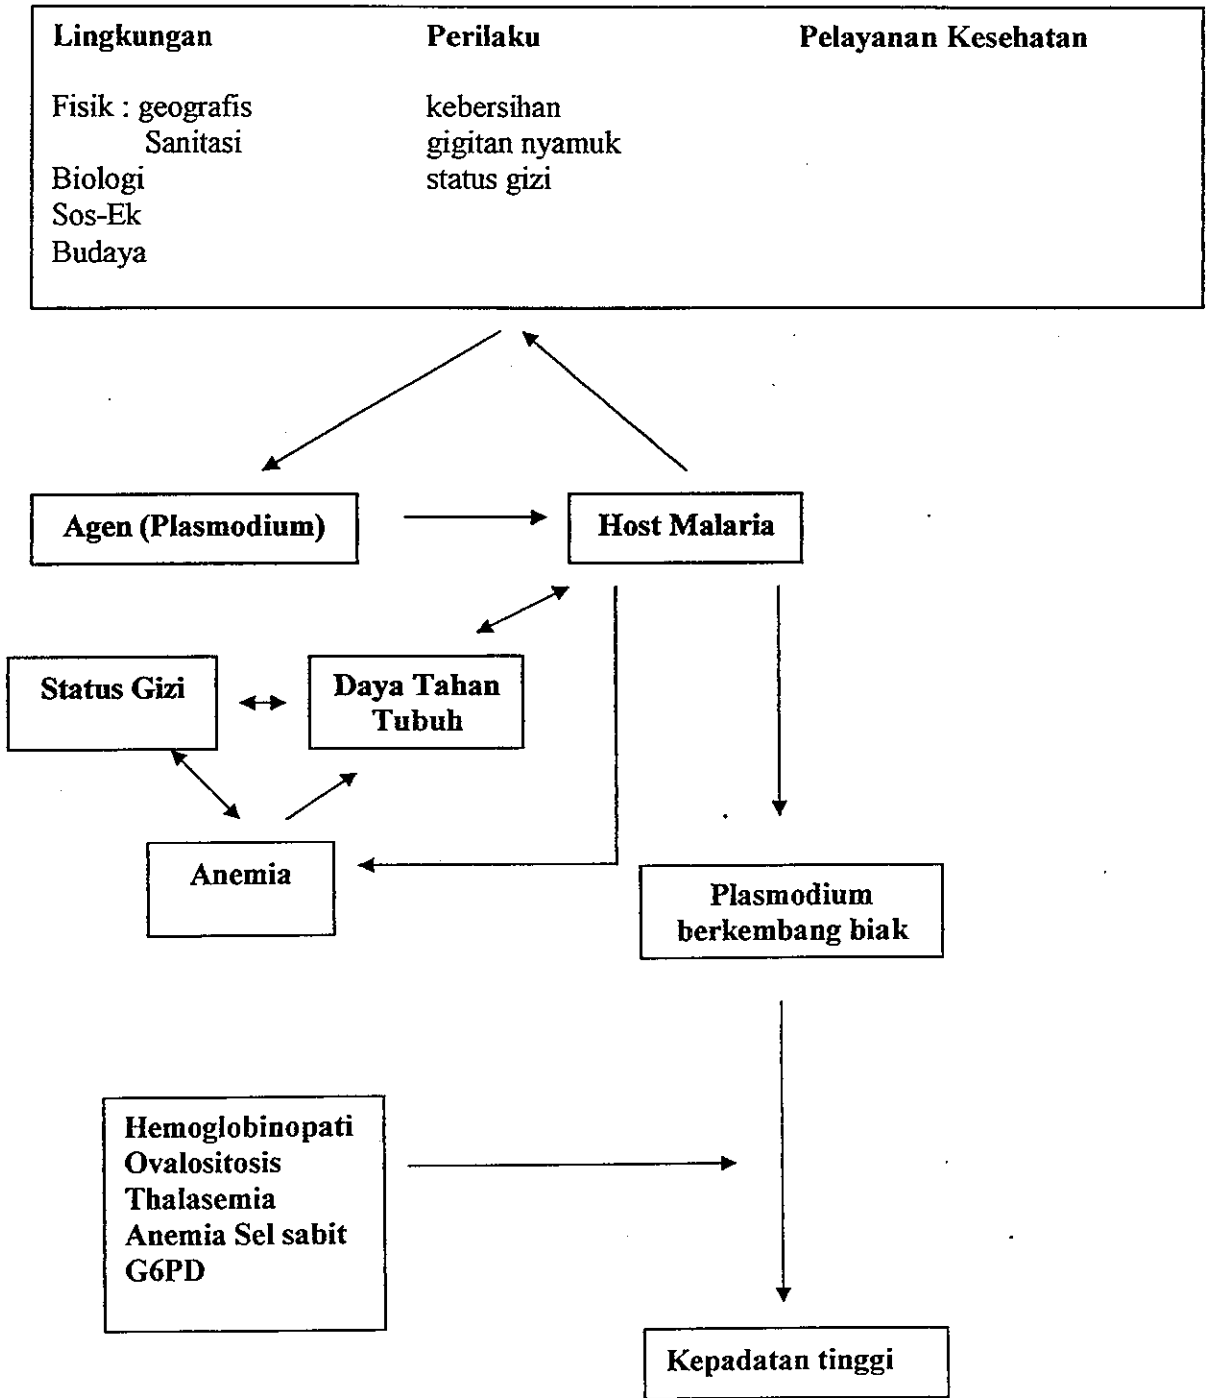 Lingkungan Perilaku Pelayanan Kesehatan
Fisik : geografis kebersihan
Sanitasi gigitan nyamuk
Biologi status gizi
Sos-Ek
Budaya
Agen (Plasmodium) Host Malaria
Status Gizi Daya Tahan
Tubuh
Anemia
Plasmodium
berkembang biak
Hemoglobinopati
Ovalositosis
Thalasemia
Anemia Sel sabit
G6PD
Kepadatan tinggi